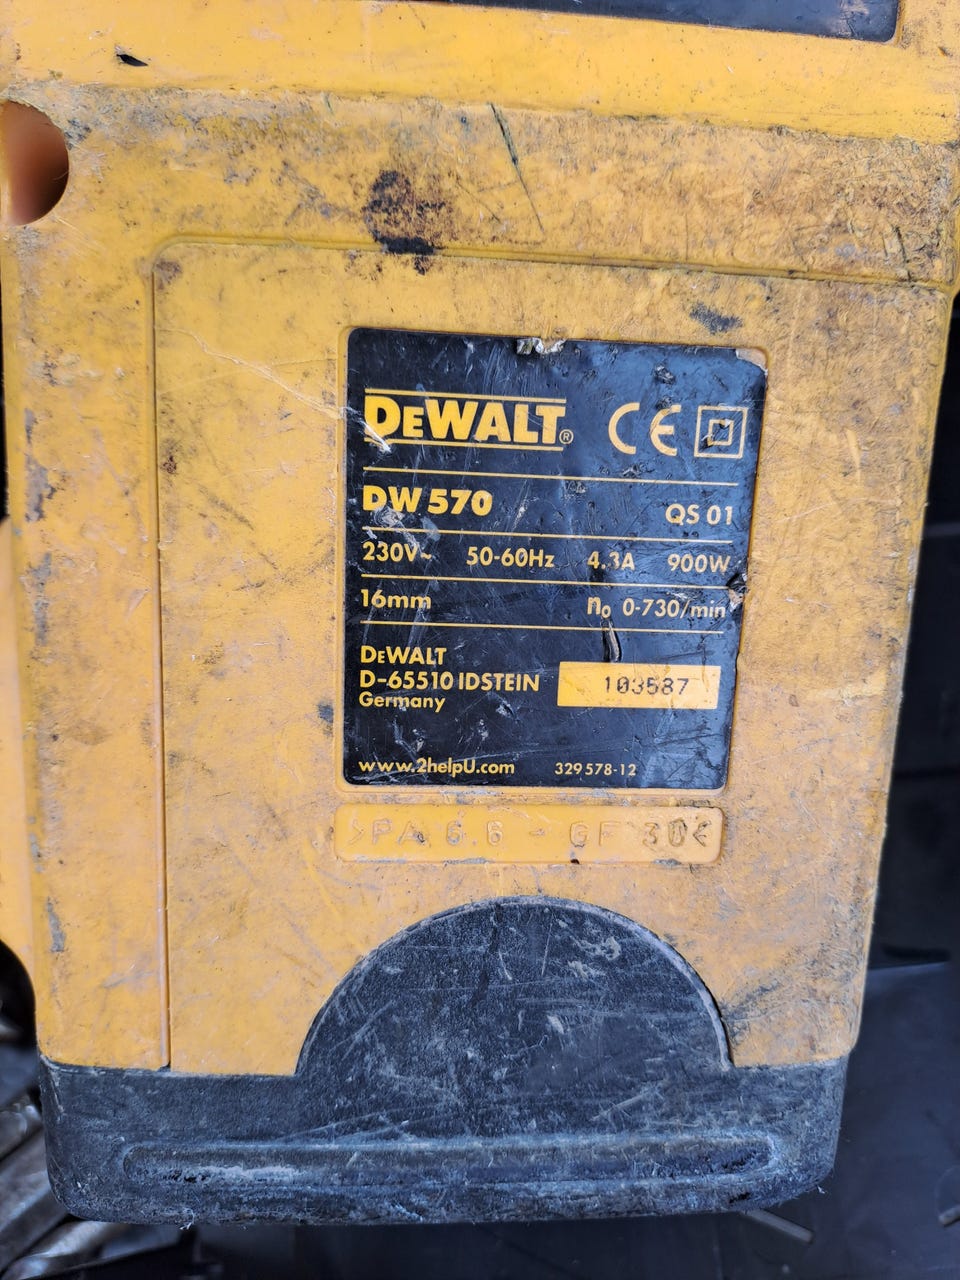 DEWALT® CE
DW 570 QS 01
230V~ 50-60Hz 4.3A 900W
16mm n₀ 0-730/min
DEWALT
D-65510 IDSTEIN
Germany
103587
www.2helpU.com 329 578-12
>PA 6.6 - GF 30<